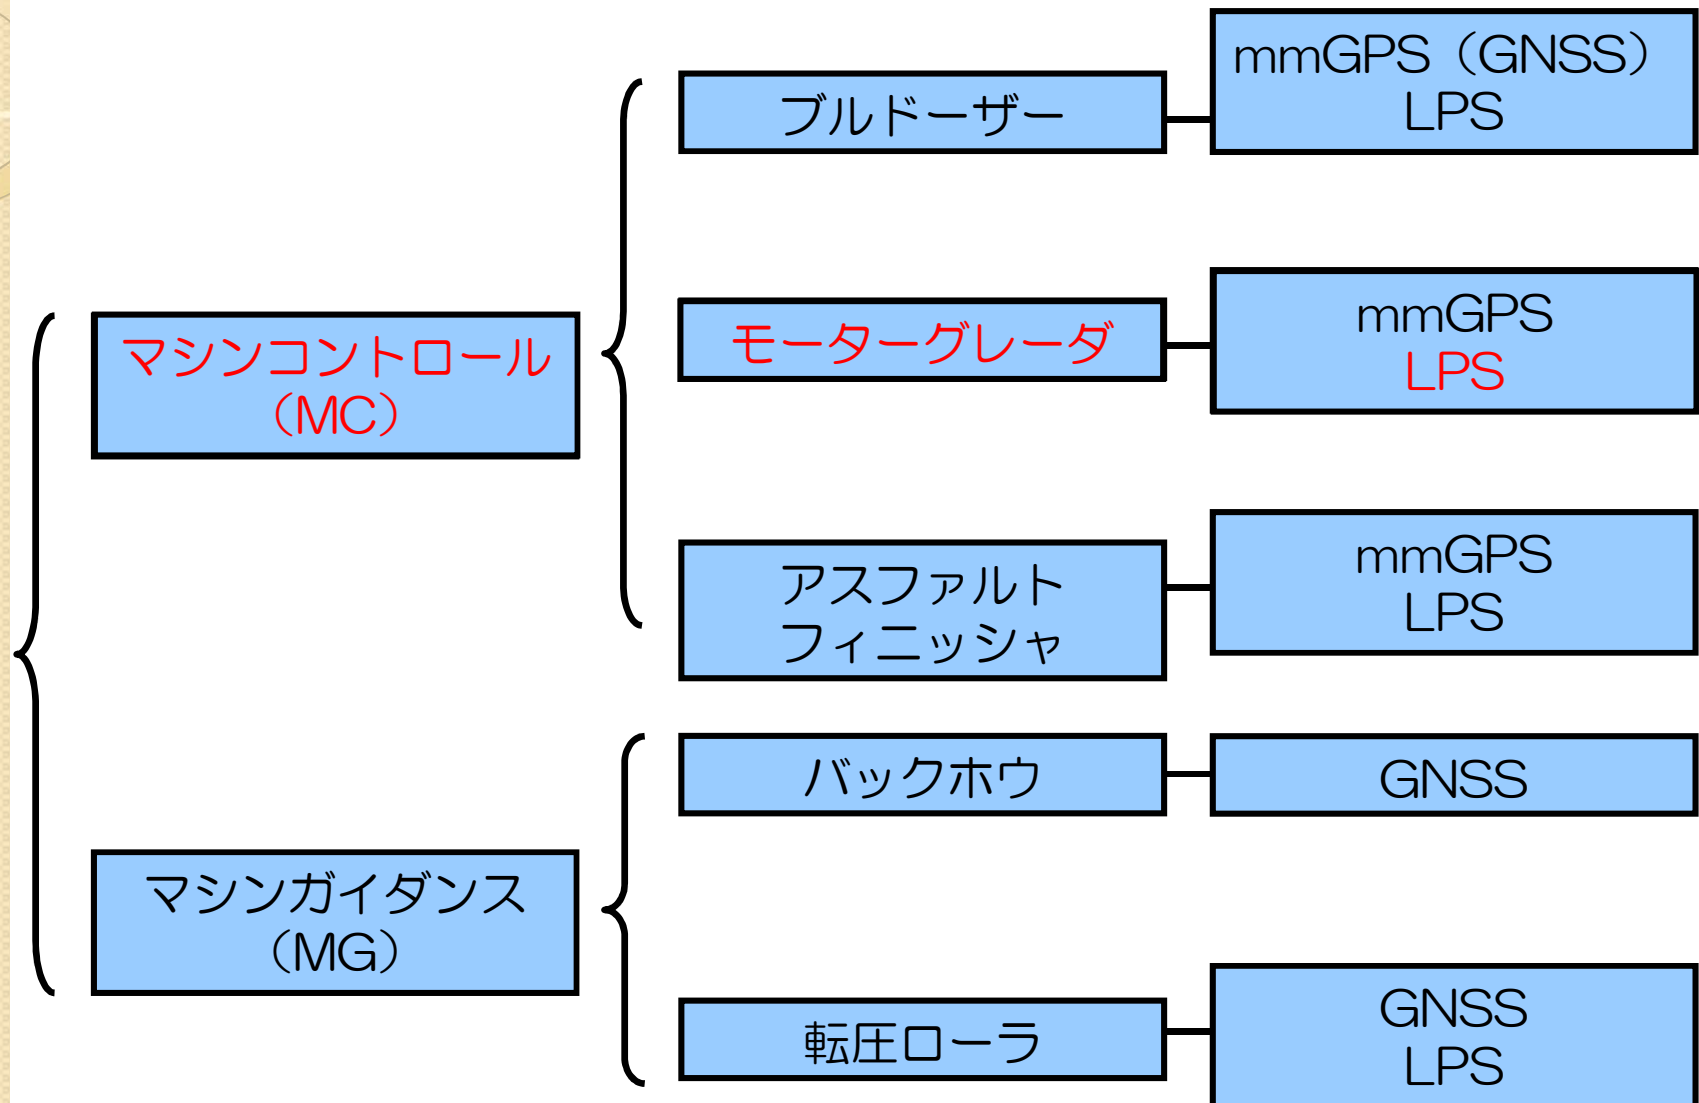 マシンコントロール
（MC）
ブルドーザー
mmGPS（GNSS）
LPS
モーターグレーダ
mmGPS
LPS
アスファルト
フィニッシャ
mmGPS
LPS
マシンガイダンス
（MG）
バックホウ
GNSS
転圧ローラ
GNSS
LPS